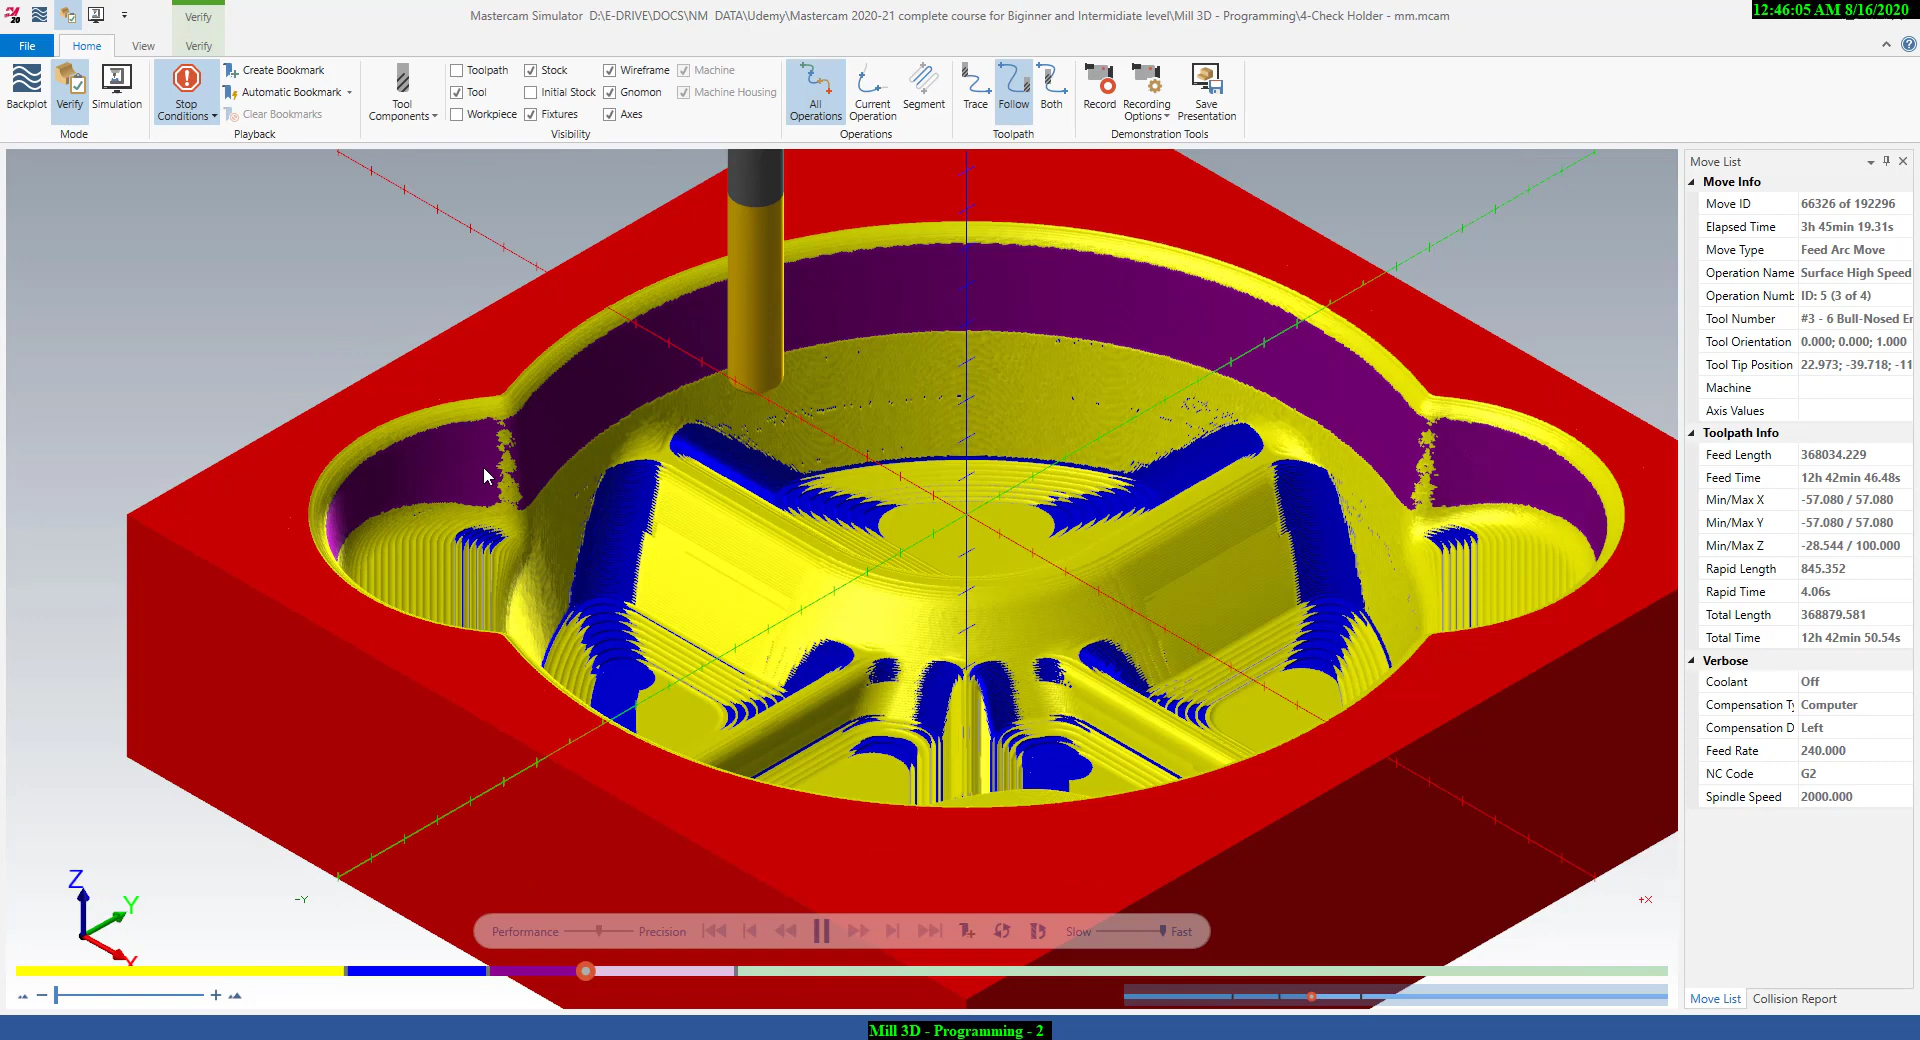 Verify
Mastercam Simulator D:\E-DRIVE\DOCS\NM DATA\Udemy\Mastercam 2020-21 complete course for Biginner and Intermidiate level\Mill 3D - Programming\4-Check Holder - mm.mcam
12:46:05 AM 8/16/2020
File
Home
View
Verify
Backplot
Verify
Simulation
Mode
Stop
Conditions
Create Bookmark
Automatic Bookmark
Clear Bookmarks
Playback
Tool
Components
Toolpath
Tool
Workpiece
Stock
Initial Stock
Fixtures
Wireframe
Gnomon
Axes
Machine
Machine Housing
Visibility
All
Operations
Current
Operation
Segment
Operations
Trace
Follow
Both
Toolpath
Record
Recording
Options
Save
Presentation
Demonstration Tools
Move List
Move Info
Move ID 66326 of 192296
Elapsed Time 3h 45min 19.31s
Move Type Feed Arc Move
Operation Name Surface High Speed
Operation Numb ID: 5 (3 of 4)
Tool Number #3 - 6 Bull-Nosed Er
Tool Orientation 0.000; 0.000; 1.000
Tool Tip Position 22.973; -39.718; -11
Machine
Axis Values
Toolpath Info
Feed Length 368034.229
Feed Time 12h 42min 46.48s
Min/Max X -57.080 / 57.080
Min/Max Y -57.080 / 57.080
Min/Max Z -28.544 / 100.000
Rapid Length 845.352
Rapid Time 4.06s
Total Length 368879.581
Total Time 12h 42min 50.54s
Verbose
Coolant Off
Compensation Ty Computer
Compensation D Left
Feed Rate 240.000
NC Code G2
Spindle Speed 2000.000
Z
Y
X
-Y
+X
Performance
Precision
Slow
Fast
Move List
Collision Report
Mill 3D - Programming - 2